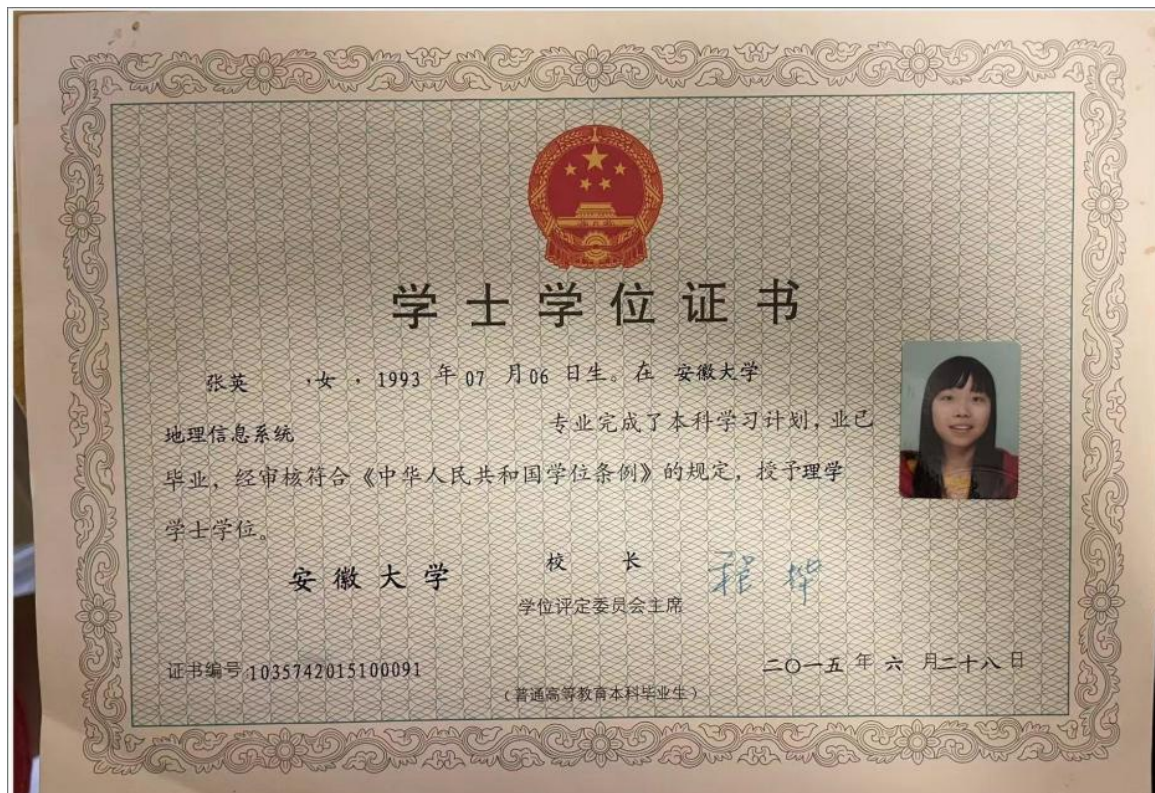 学士学位证书
张英 ,女 , 1993 年 07 月 06 日生。在 安徽大学
地理信息系统 专业完成了本科学习计划,业已
毕业,经审核符合《中华人民共和国学位条例》的规定,授予理学
学士学位。
安徽大学 校长 程桦
学位评定委员会主席
证书编号 1035742015100091 二〇一五 年 六 月二十八 日
(普通高等教育本科毕业生)